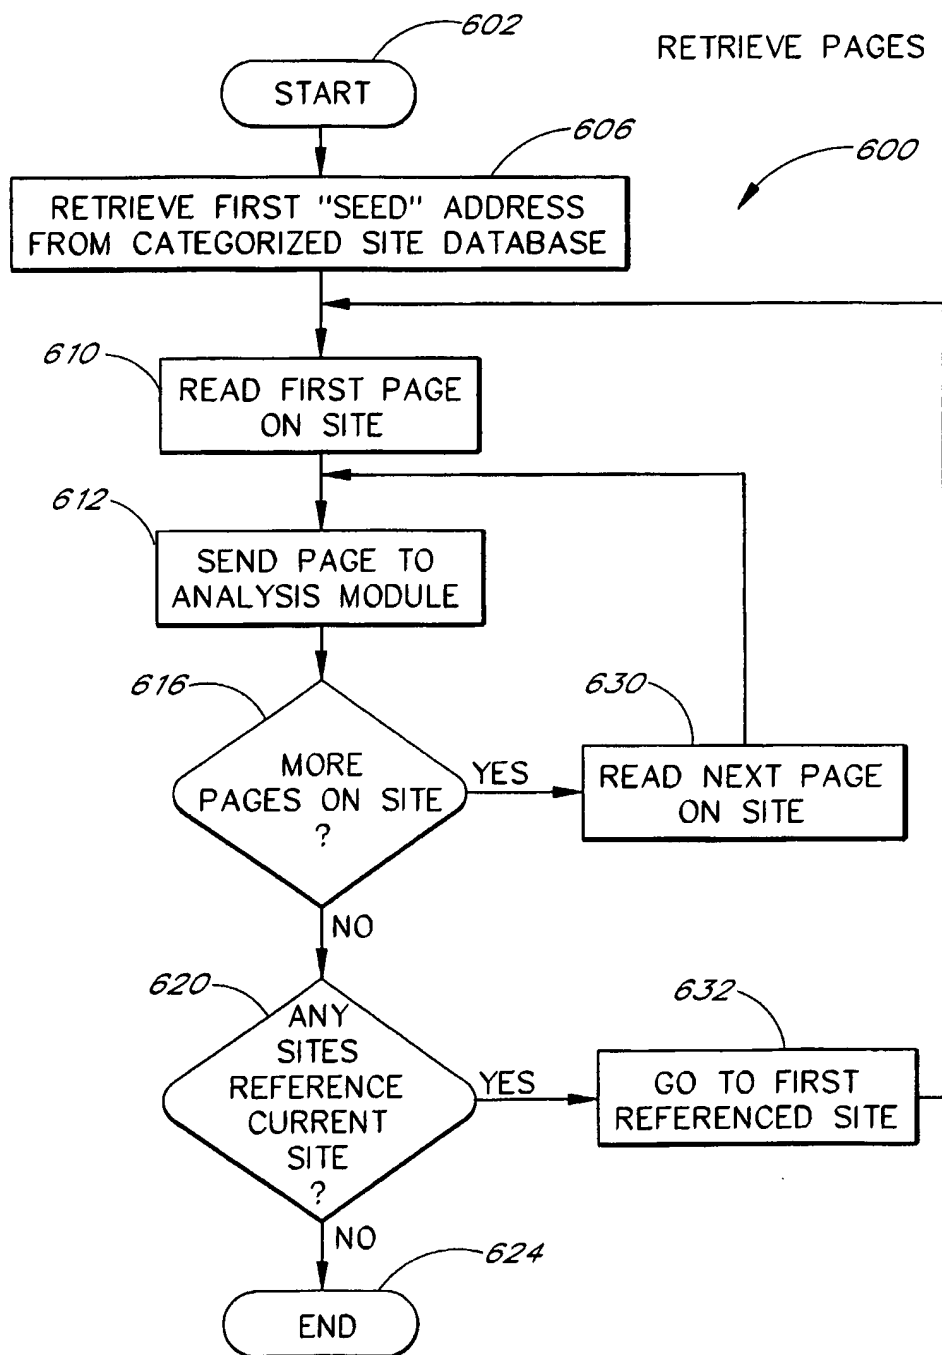 602
RETRIEVE PAGES
START
606
600
RETRIEVE FIRST "SEED" ADDRESS
FROM CATEGORIZED SITE DATABASE
610
READ FIRST PAGE
ON SITE
612
SEND PAGE TO
ANALYSIS MODULE
616
630
MORE
PAGES ON SITE
?
YES
READ NEXT PAGE
ON SITE
NO
620
632
ANY
SITES
REFERENCE
CURRENT
SITE
?
YES
GO TO FIRST
REFERENCED SITE
NO
624
END